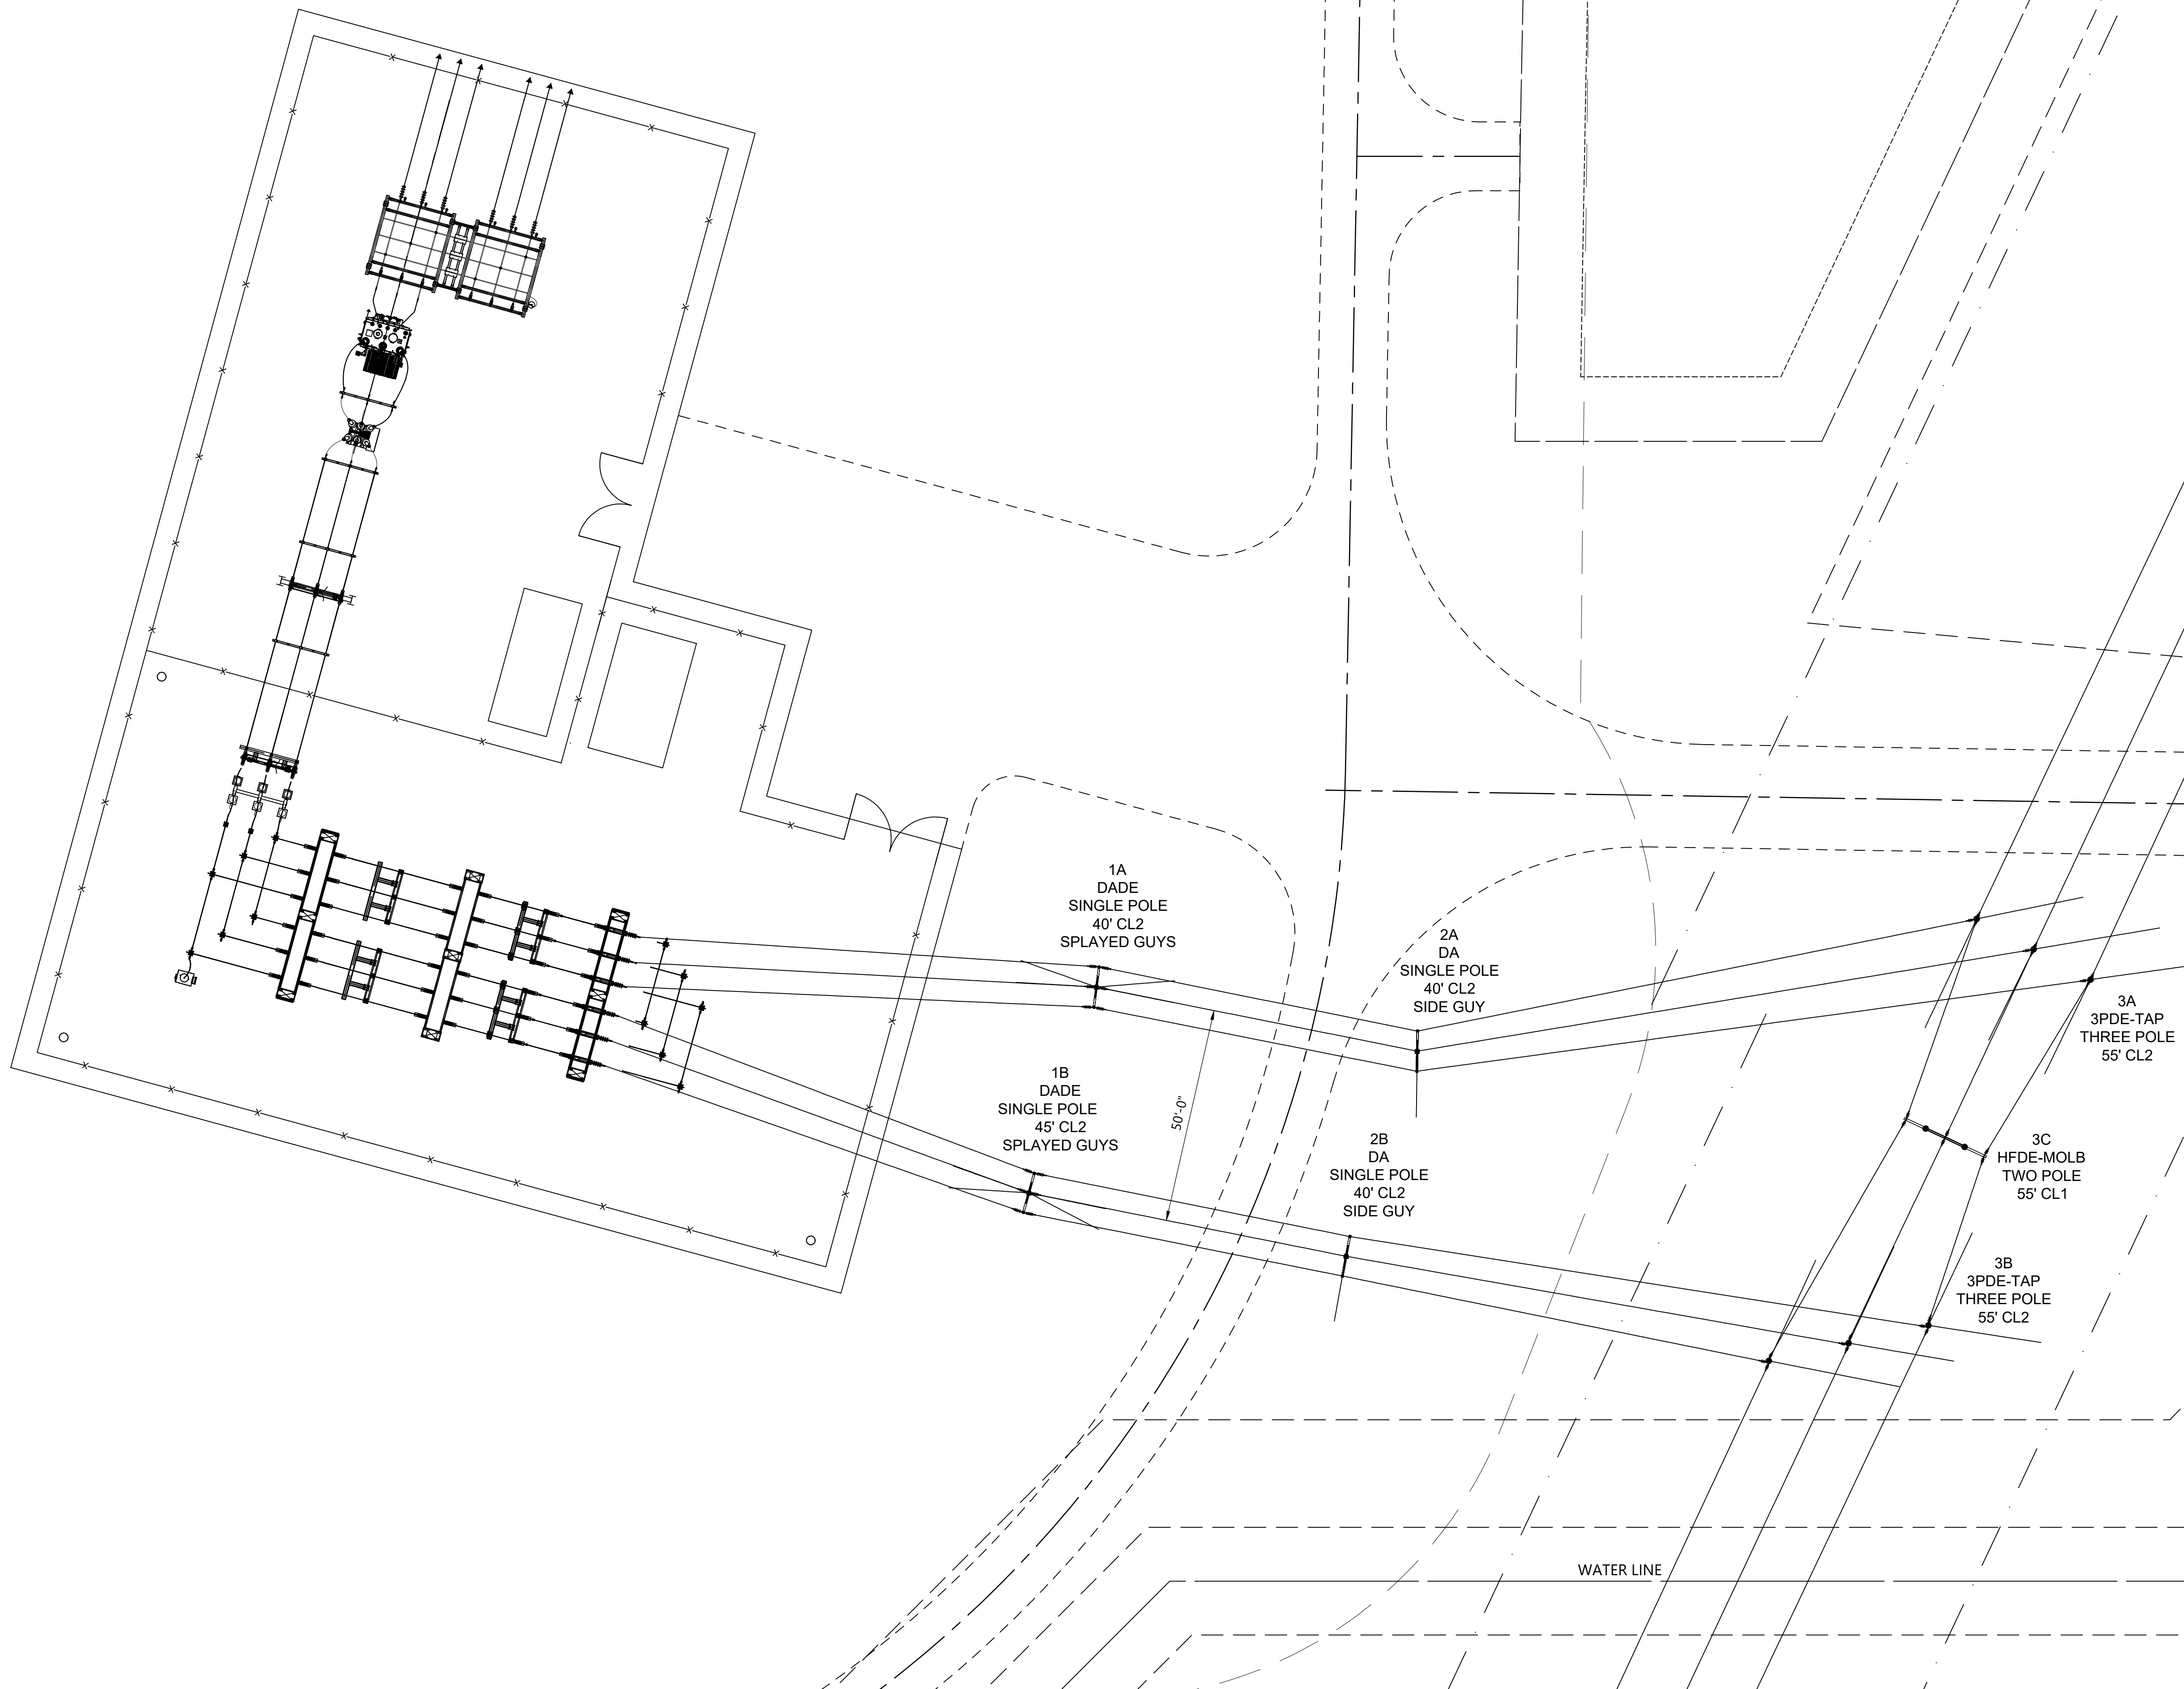 1A
DADE
SINGLE POLE
40' CL2
SPLAYED GUYS
2A
DA
SINGLE POLE
40' CL2
SIDE GUY
3A
3PDE-TAP
THREE POLE
55' CL2
1B
DADE
SINGLE POLE
45' CL2
SPLAYED GUYS
50'-0"
2B
DA
SINGLE POLE
40' CL2
SIDE GUY
3C
HFDE-MOLB
TWO POLE
55' CL1
3B
3PDE-TAP
THREE POLE
55' CL2
WATER LINE